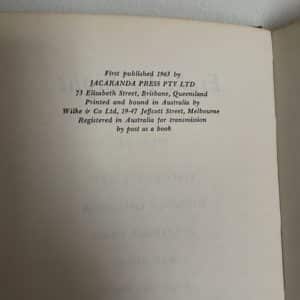 First published 1963 by
JACARANDA PRESS PTY LTD
73 Elizabeth Street, Brisbane, Queensland
Printed and bound in Australia by
Wilke & Co Ltd, 19-47 Jeffcott Street, Melbourne
Registered in Australia for transmission
by post as a book